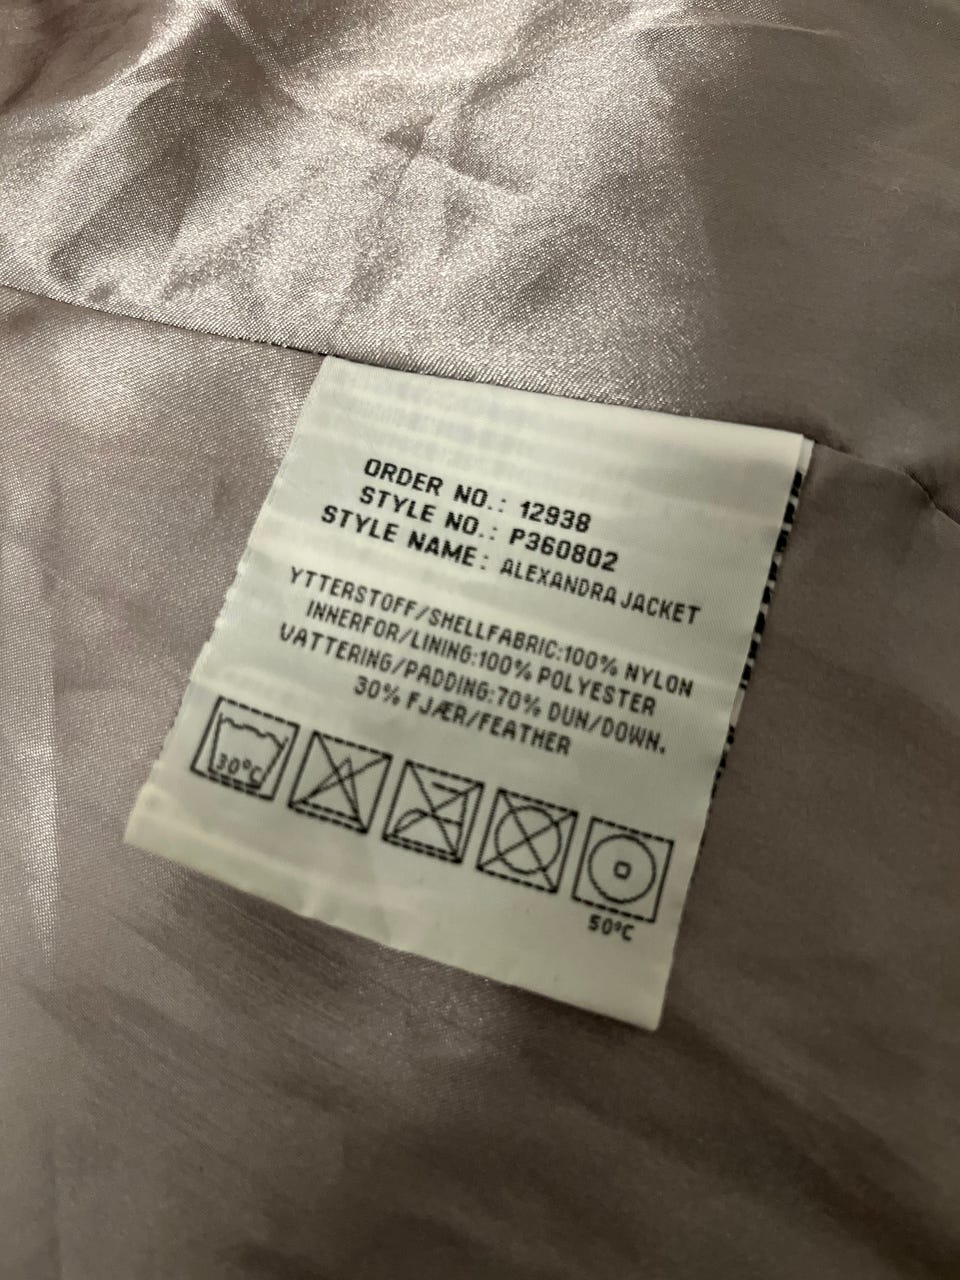 ORDER NO.: 12938
STYLE NO.: P360802
STYLE NAME: ALEXANDRA JACKET
YTTERSTOFF/SHELLFABRIC:100% NYLON
INNERFOR/LINING:100% POLYESTER
VATTERING/PADDING:70% DUN/DOWN.
30% FJÆR/FEATHER
30°C
50°C